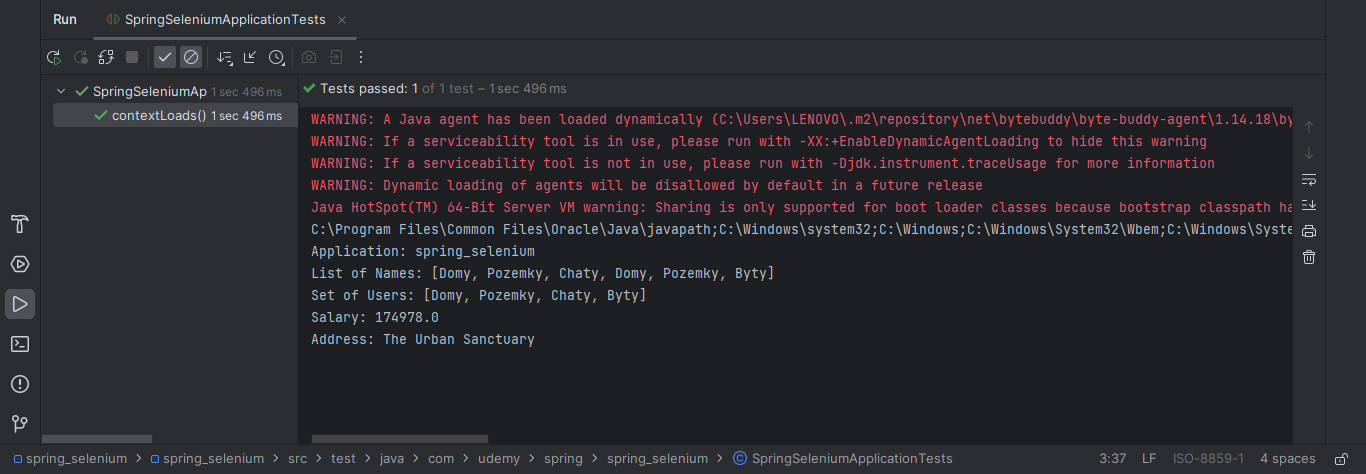 Run SpringSeleniumApplicationTests
SpringSeleniumAp 1 sec 496 ms
contextLoads() 1 sec 496 ms
Tests passed: 1 of 1 test – 1 sec 496 ms
WARNING: A Java agent has been loaded dynamically (C:\Users\LENOVO\.m2\repository\net\bytebuddy\byte-buddy-agent\1.14.18\by
WARNING: If a serviceability tool is in use, please run with -XX:+EnableDynamicAgentLoading to hide this warning
WARNING: If a serviceability tool is not in use, please run with -Djdk.instrument.traceUsage for more information
WARNING: Dynamic loading of agents will be disallowed by default in a future release
Java HotSpot(TM) 64-Bit Server VM warning: Sharing is only supported for boot loader classes because bootstrap classpath ha
C:\Program Files\Common Files\Oracle\Java\javapath;C:\Windows\system32;C:\Windows;C:\Windows\System32\Wbem;C:\Windows\Syste
Application: spring_selenium
List of Names: [Domy, Pozemky, Chaty, Domy, Pozemky, Byty]
Set of Users: [Domy, Pozemky, Chaty, Byty]
Salary: 174978.0
Address: The Urban Sanctuary
spring_selenium > spring_selenium > src > test > java > com > udemy > spring > spring_selenium > SpringSeleniumApplicationTests 3:37 LF ISO-8859-1 4 spaces